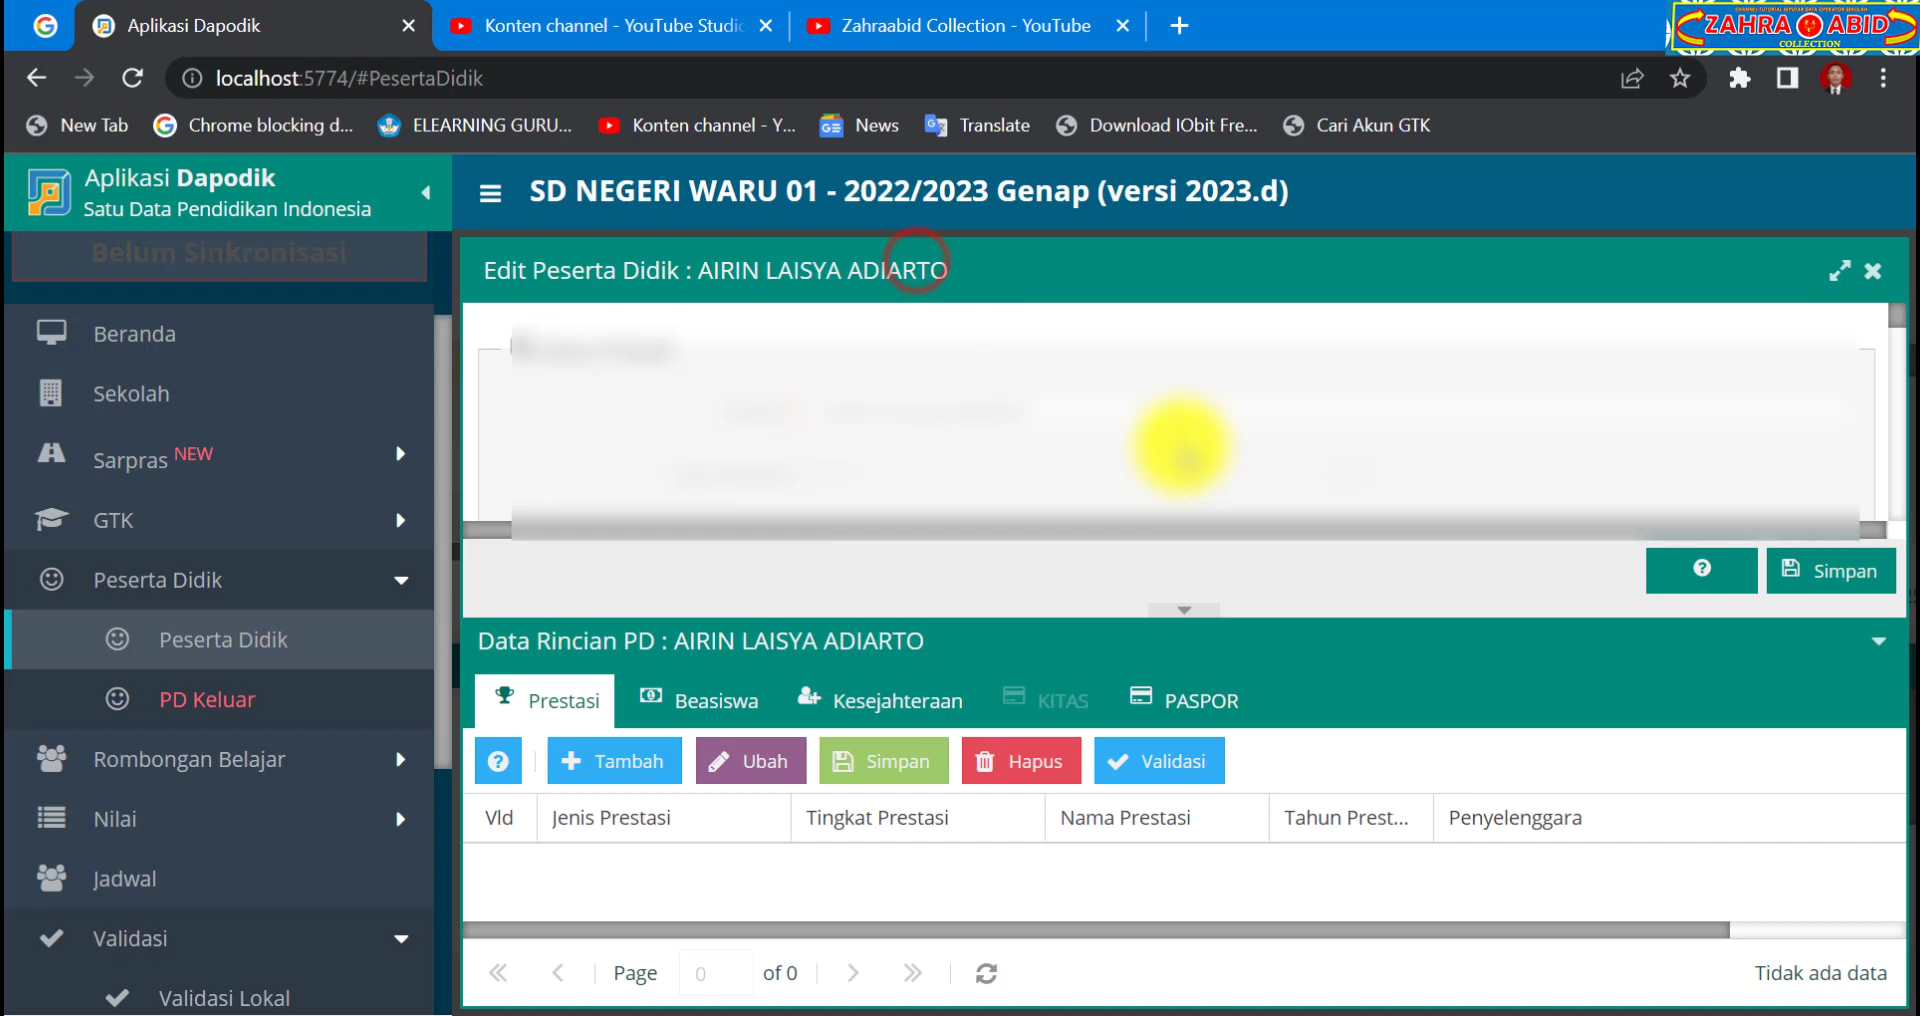 Aplikasi Dapodik
Konten channel - YouTube Studio
Zahraabid Collection - YouTube
ZAHRA ABID
COLLECTION
localhost:5774/#PesertaDidik
New Tab
Chrome blocking d...
ELEARNING GURU...
Konten channel - Y...
News
Translate
Download IObit Fre...
Cari Akun GTK
Aplikasi Dapodik
Satu Data Pendidikan Indonesia
SD NEGERI WARU 01 - 2022/2023 Genap (versi 2023.d)
Belum Sinkronisasi
Beranda
Sekolah
Sarpras NEW
GTK
Peserta Didik
Peserta Didik
PD Keluar
Rombongan Belajar
Nilai
Jadwal
Validasi
Validasi Lokal
Edit Peserta Didik : AIRIN LAISYA ADIARTO
Simpan
Data Rincian PD : AIRIN LAISYA ADIARTO
Prestasi
Beasiswa
Kesejahteraan
KITAS
PASPOR
Tambah
Ubah
Simpan
Hapus
Validasi
Vld
Jenis Prestasi
Tingkat Prestasi
Nama Prestasi
Tahun Prest...
Penyelenggara
Page 0 of 0
Tidak ada data